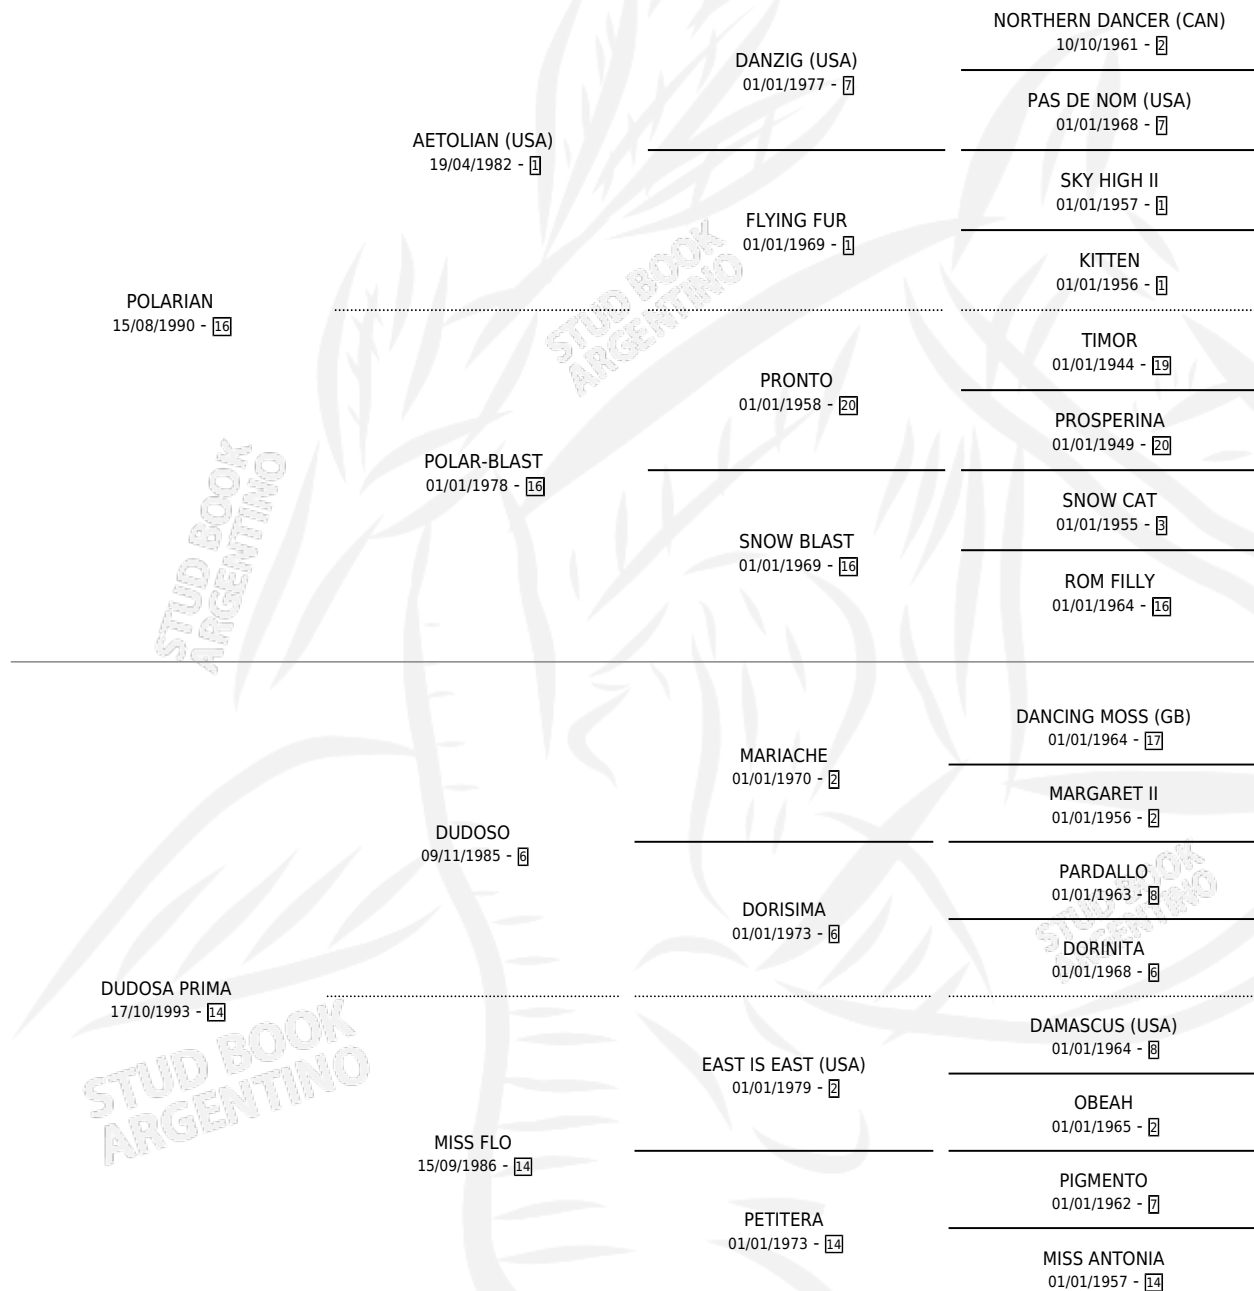 NORTHERN DANCER (CAN)
10/10/1961 - 2
DANZIG (USA)
01/01/1977 - 7
PAS DE NOM (USA)
01/01/1968 - 7
AETOLIAN (USA)
19/04/1982 - 1
SKY HIGH II
01/01/1957 - 1
FLYING FUR
01/01/1969 - 1
KITTEN
01/01/1956 - 1
POLARIAN
15/08/1990 - 16
TIMOR
01/01/1944 - 19
PRONTO
01/01/1958 - 20
PROSPERINA
01/01/1949 - 20
POLAR-BLAST
01/01/1978 - 16
SNOW CAT
01/01/1955 - 3
SNOW BLAST
01/01/1969 - 16
ROM FILLY
01/01/1964 - 16
STUD BOOK
ARGENTINO
STUD BOOK
ARGENTINO
DANCING MOSS (GB)
01/01/1964 - 17
MARIACHE
01/01/1970 - 2
MARGARET II
01/01/1956 - 2
DUDOSO
09/11/1985 - 6
PARDALLO
01/01/1963 - 8
DORISIMA
01/01/1973 - 6
DORINITA
01/01/1968 - 6
DUDOSA PRIMA
17/10/1993 - 14
DAMASCUS (USA)
01/01/1964 - 8
EAST IS EAST (USA)
01/01/1979 - 2
OBEAH
01/01/1965 - 2
MISS FLO
15/09/1986 - 14
PIGMENTO
01/01/1962 - 7
PETITERA
01/01/1973 - 14
MISS ANTONIA
01/01/1957 - 14
STUD BOOK
ARGENTINO
STUD BOOK
ARGENTINO